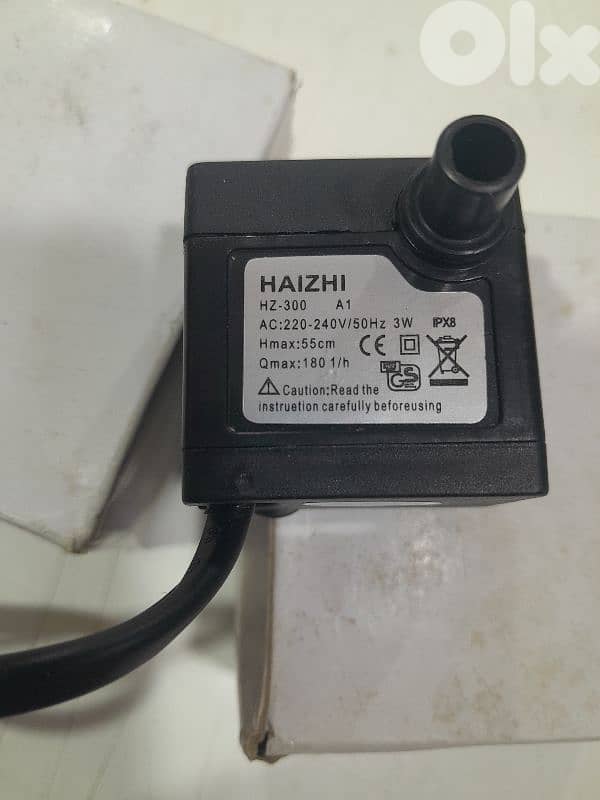 Olx
HAIZHI
HZ-300 A1
AC:220-240V/50Hz 3W IPX8
Hmax:55cm CE
Qmax:180 1/h GS
Caution:Read the
instruetion carefully beforeusing